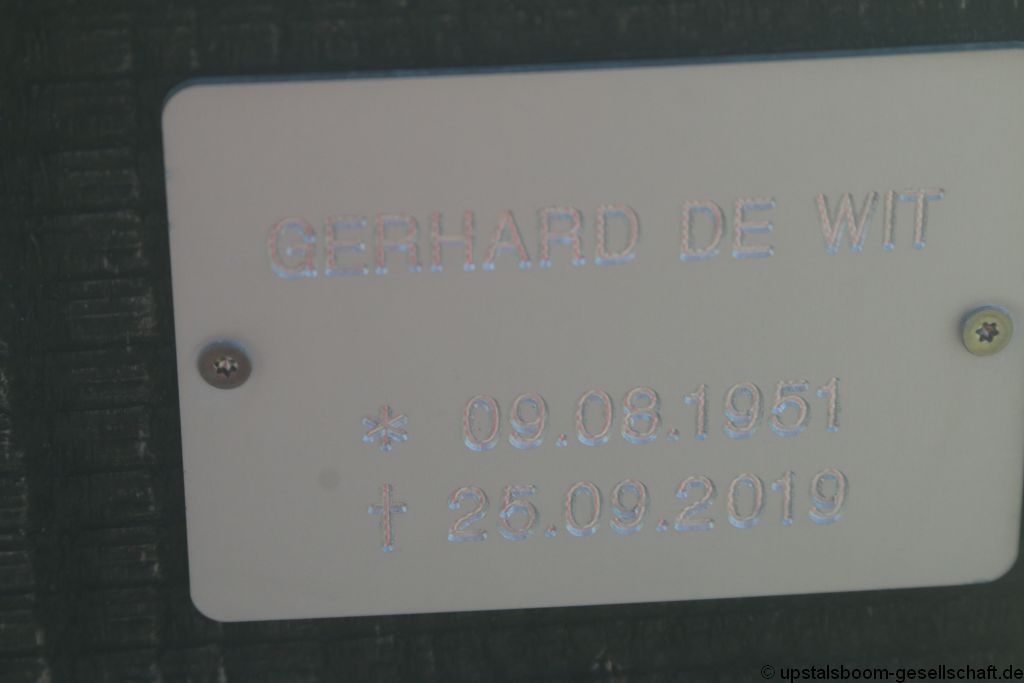 GERHARD DE WIT
* 09.08.1951
† 25.09.2019
© upstalsboom-gesellschaft.de